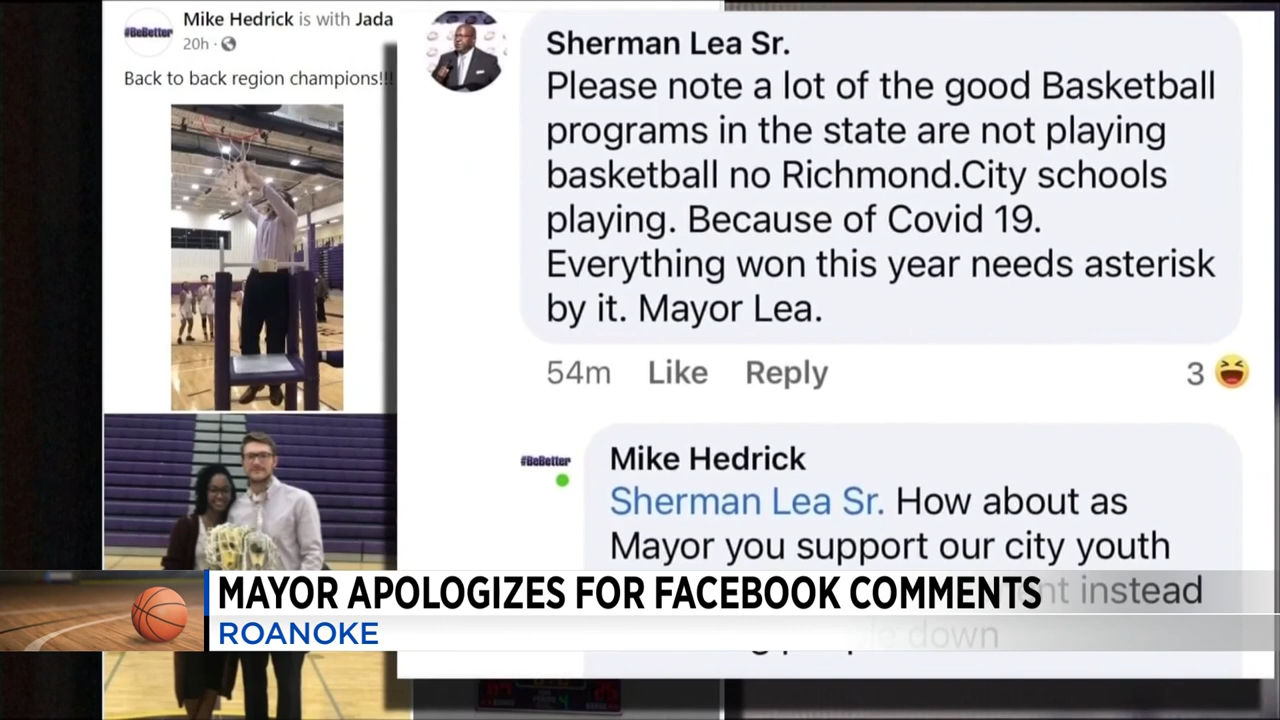 #BeBetter
Mike Hedrick is with Jada
20h
Back to back region champions!!!
Sherman Lea Sr.
Please note a lot of the good Basketball
programs in the state are not playing
basketball no Richmond.City schools
playing. Because of Covid 19.
Everything won this year needs asterisk
by it. Mayor Lea.
54m Like Reply 3
#BeBetter
Mike Hedrick
Sherman Lea Sr. How about as
Mayor you support our city youth
instead
down
MAYOR APOLOGIZES FOR FACEBOOK COMMENTS
ROANOKE